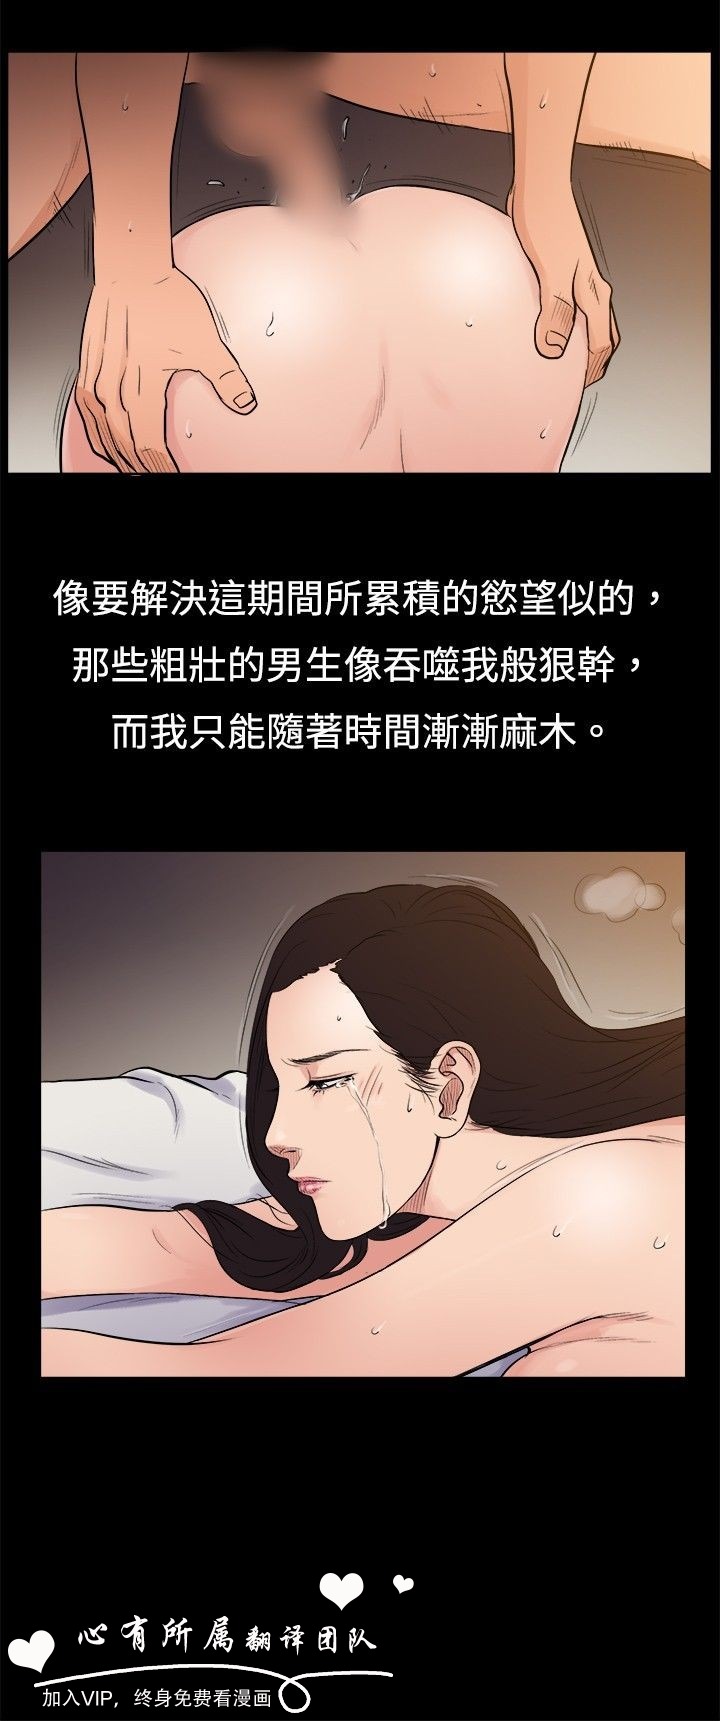 像要解決這期間所累積的慾望似的，
那些粗壯的男生像吞噬我般狠幹，
而我只能隨著時間漸漸麻木。
心有所属翻译团队
加入VIP，终身免费看漫画